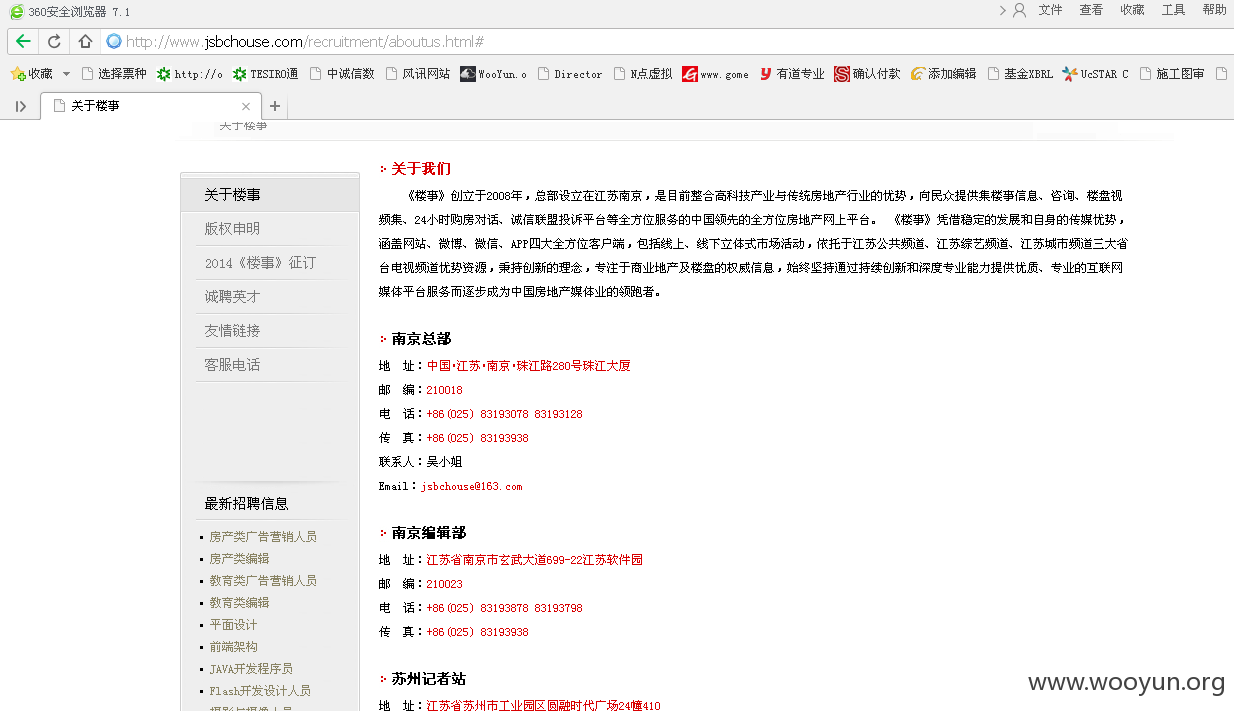 360安全浏览器 7.1
文件 查看 收藏 工具 帮助
http://www.jsbchouse.com/recruitment/aboutus.html#
收藏 选择票种 http://o TESIRO通 中诚信数 风讯网站 WooYun.o Director N点虚拟 www.gome 有道专业 确认付款 添加编辑 基金XBRL UcSTAR C 施工图审
关于楼亊
关于楼亊
关于楼事
版权申明
2014《楼事》征订
诚聘英才
友情链接
客服电话
最新招聘信息
房产类广告营销人员
房产类编辑
教育类广告营销人员
教育类编辑
平面设计
前端架构
JAVA开发程序员
Flash开发设计人员
摄影与摄像人员
关于我们
《楼亊》创立于2008年，总部设立在江苏南京，是目前整合高科技产业与传统房地产行业的优势，向民众提供集楼亊信息、咨询、楼盘视
频集、24小时购房对话、诚信联盟投诉平台等全方位服务的中国领先的全方位房地产网上平台。 《楼亊》凭借稳定的发展和自身的传媒优势，
涵盖网站、微博、微信、APP四大全方位客户端，包括线上、线下立体式市场活动，依托于江苏公共频道、江苏综艺频道、江苏城市频道三大省
台电视频道优势资源，秉持创新的理念，专注于商业地产及楼盘的权威信息，始终坚持通过持续创新和深度专业能力提供优质、专业的互联网
媒体平台服务而逐步成为中国房地产媒体业的领跑者。
南京总部
地 址：中国·江苏·南京·珠江路280号珠江大厦
邮 编：210018
电 话：+86(025) 83193078 83193128
传 真：+86(025) 83193938
联系人：吴小姐
Email：jsbchouse@163.com
南京编辑部
地 址：江苏省南京市玄武大道699-22江苏软件园
邮 编：210023
电 话：+86(025) 83193878 83193798
传 真：+86(025) 83193938
苏州记者站
地 址：江苏省苏州市工业园区圆融时代广场24幢410
www.wooyun.org